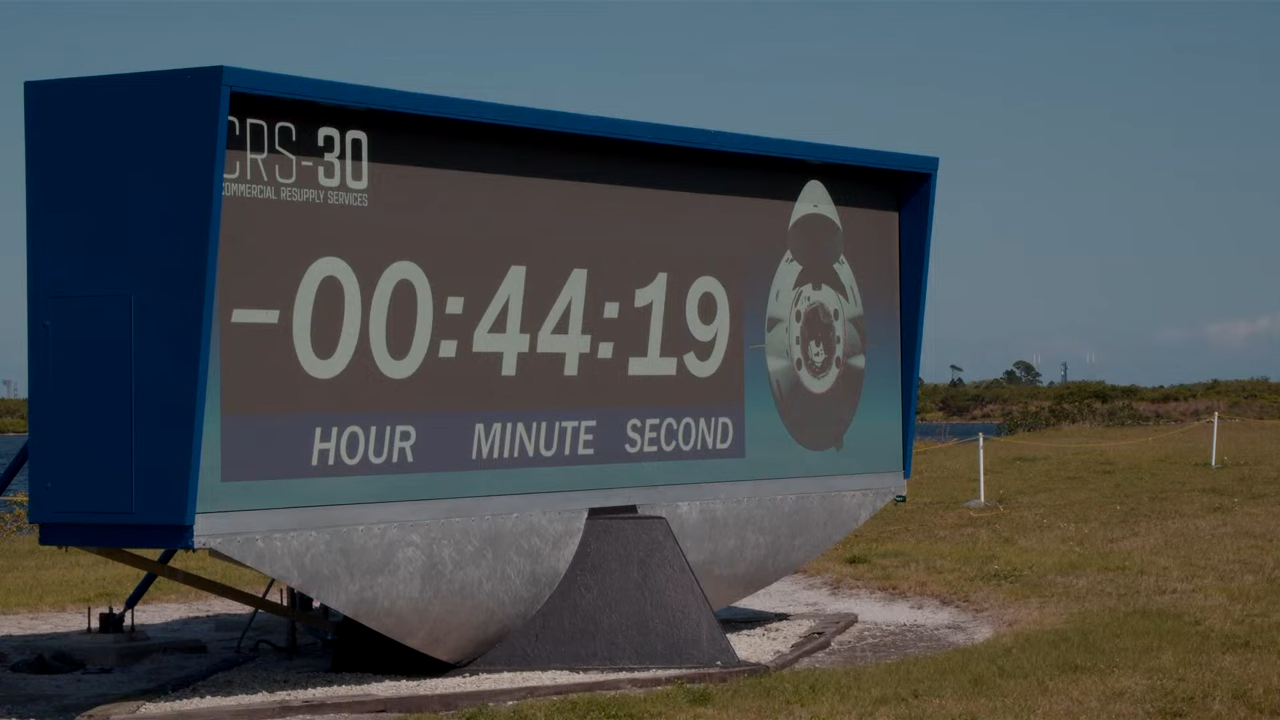 CRS-30
COMMERCIAL RESUPPLY SERVICES
-00:44:19
HOUR MINUTE SECOND